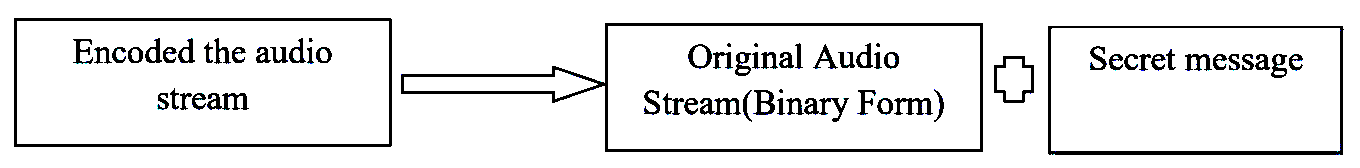 Encoded the audio
stream
Original Audio
Stream(Binary Form)
Secret message